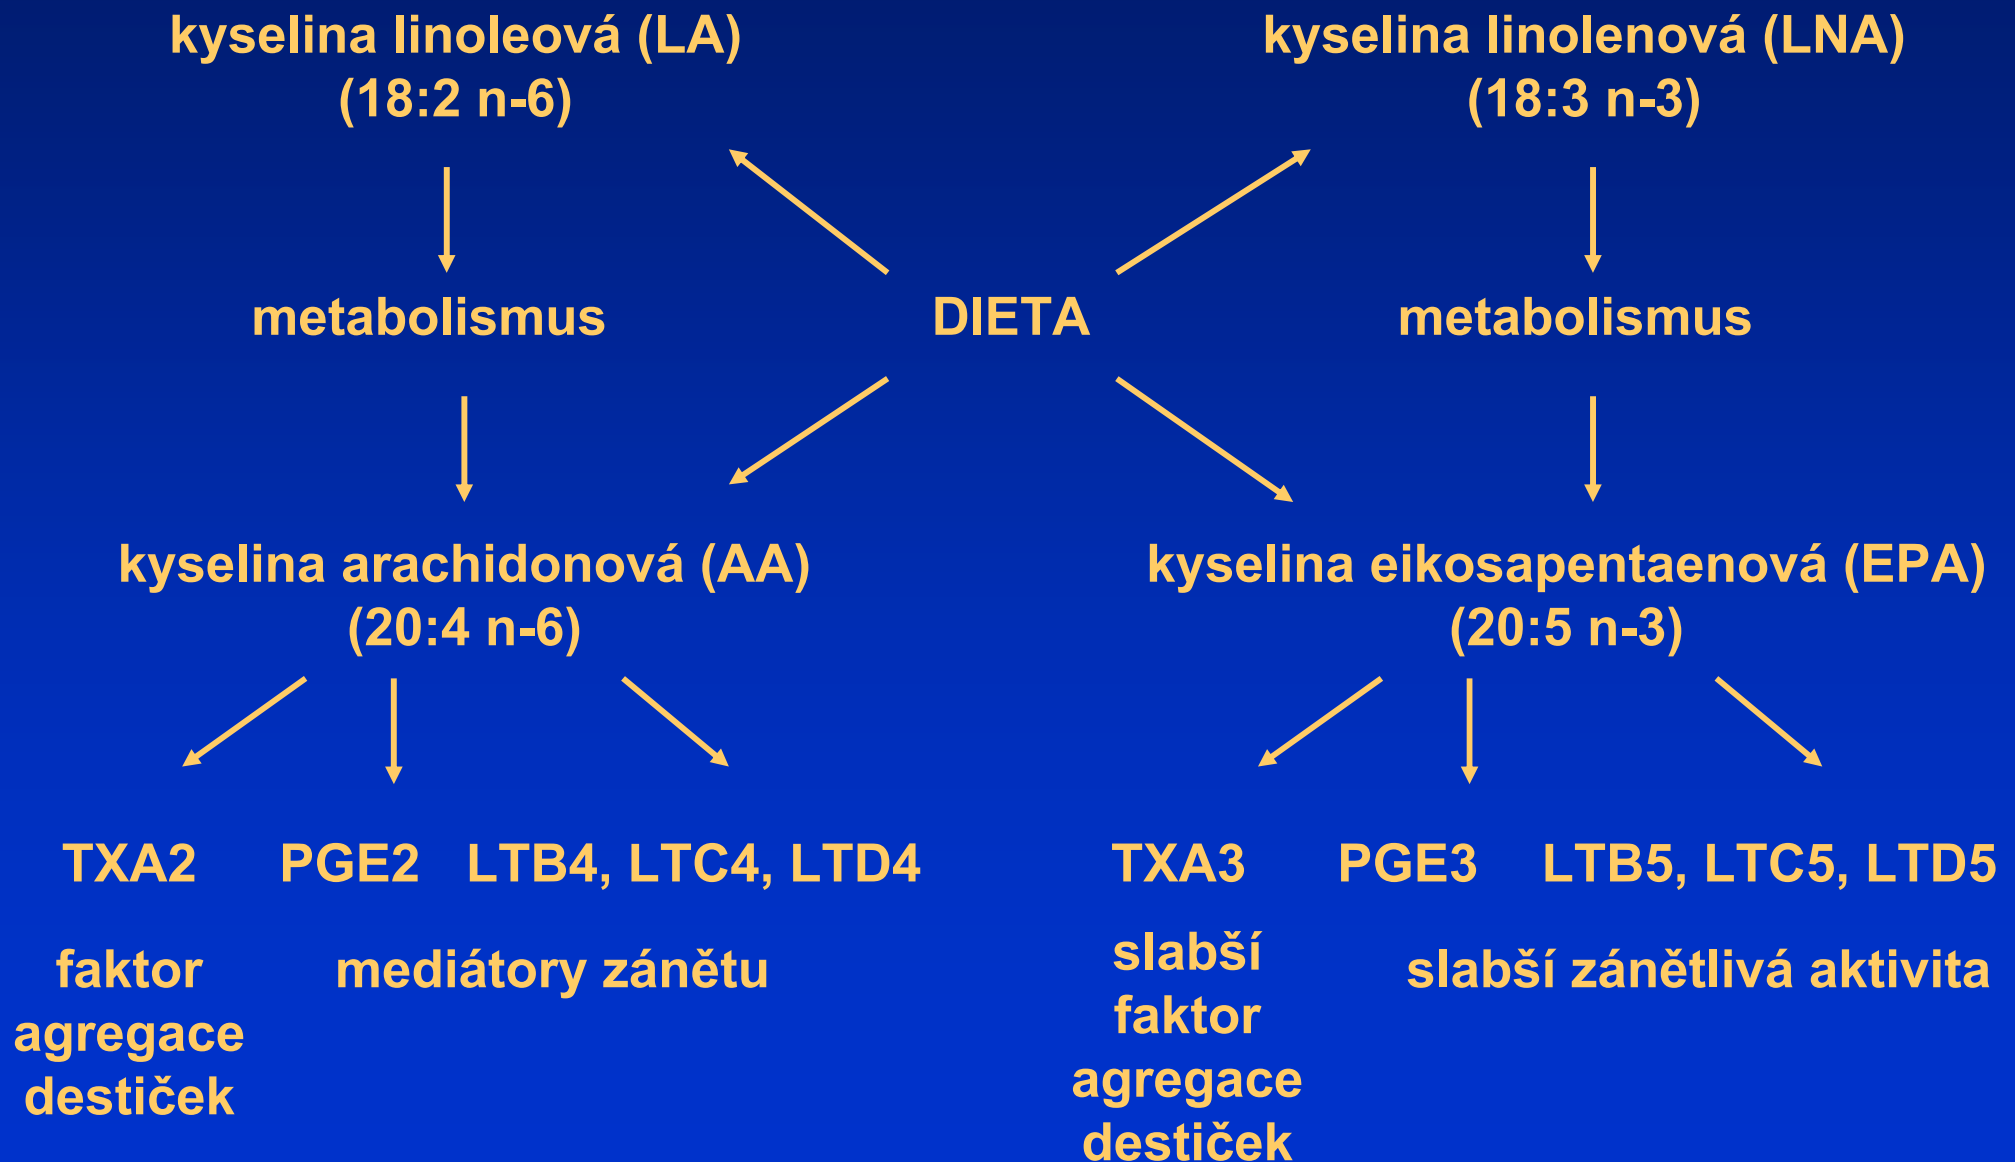 kyselina linoleová (LA)
(18:2 n-6)
kyselina linolenová (LNA)
(18:3 n-3)
metabolismus
DIETA
metabolismus
kyselina arachidonová (AA)
(20:4 n-6)
kyselina eikosapentaenová (EPA)
(20:5 n-3)
TXA2
PGE2
LTB4, LTC4, LTD4
TXA3
PGE3
LTB5, LTC5, LTD5
faktor
agregace
destiček
mediátory zánětu
slabší
faktor
agregace
destiček
slabší zánětlivá aktivita